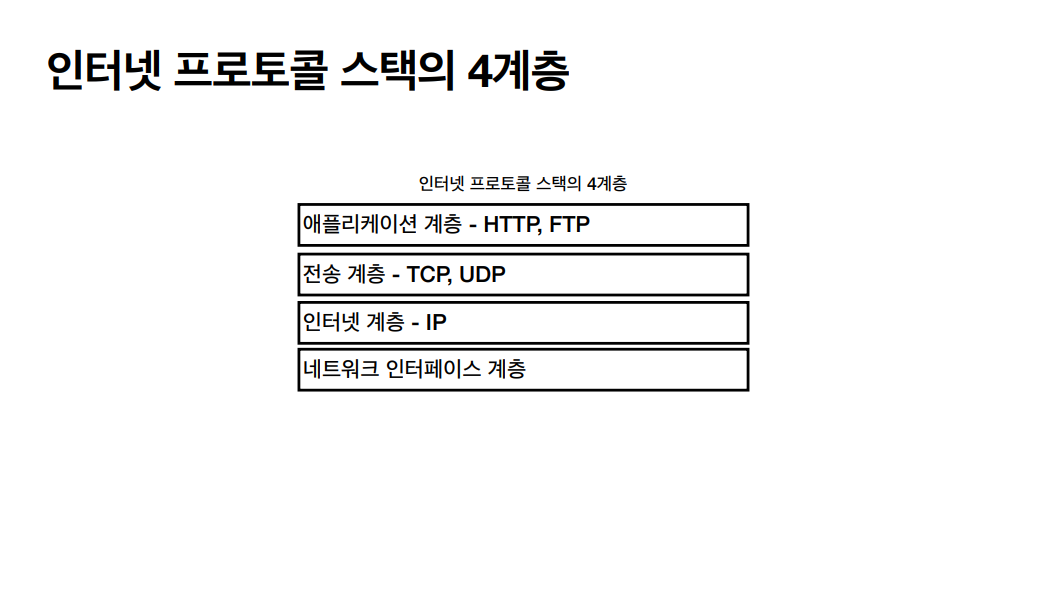 인터넷 프로토콜 스택의 4계층
인터넷 프로토콜 스택의 4계층
애플리케이션 계층 - HTTP, FTP
전송 계층 - TCP, UDP
인터넷 계층 - IP
네트워크 인터페이스 계층